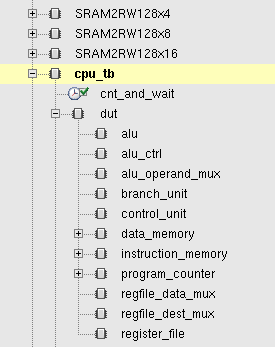 SRAM2RW128x4
SRAM2RW128x8
SRAM2RW128x16
cpu_tb
cnt_and_wait
dut
alu
alu_ctrl
alu_operand_mux
branch_unit
control_unit
data_memory
instruction_memory
program_counter
regfile_data_mux
regfile_dest_mux
register_file